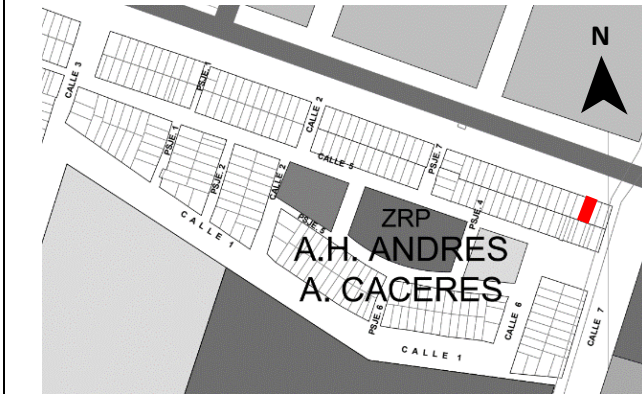 N
CALLE 3
PSJE. 1
CALLE 2
PSJE. 7
CALLE 5
PSJE. 1
PSJE. 2
CALLE 2
PSJE. 4
CALLE 1
PSJE. 5
ZRP
A.H. ANDRES
A. CACERES
PSJE. 6
CALLE 6
CALLE 7
CALLE 1